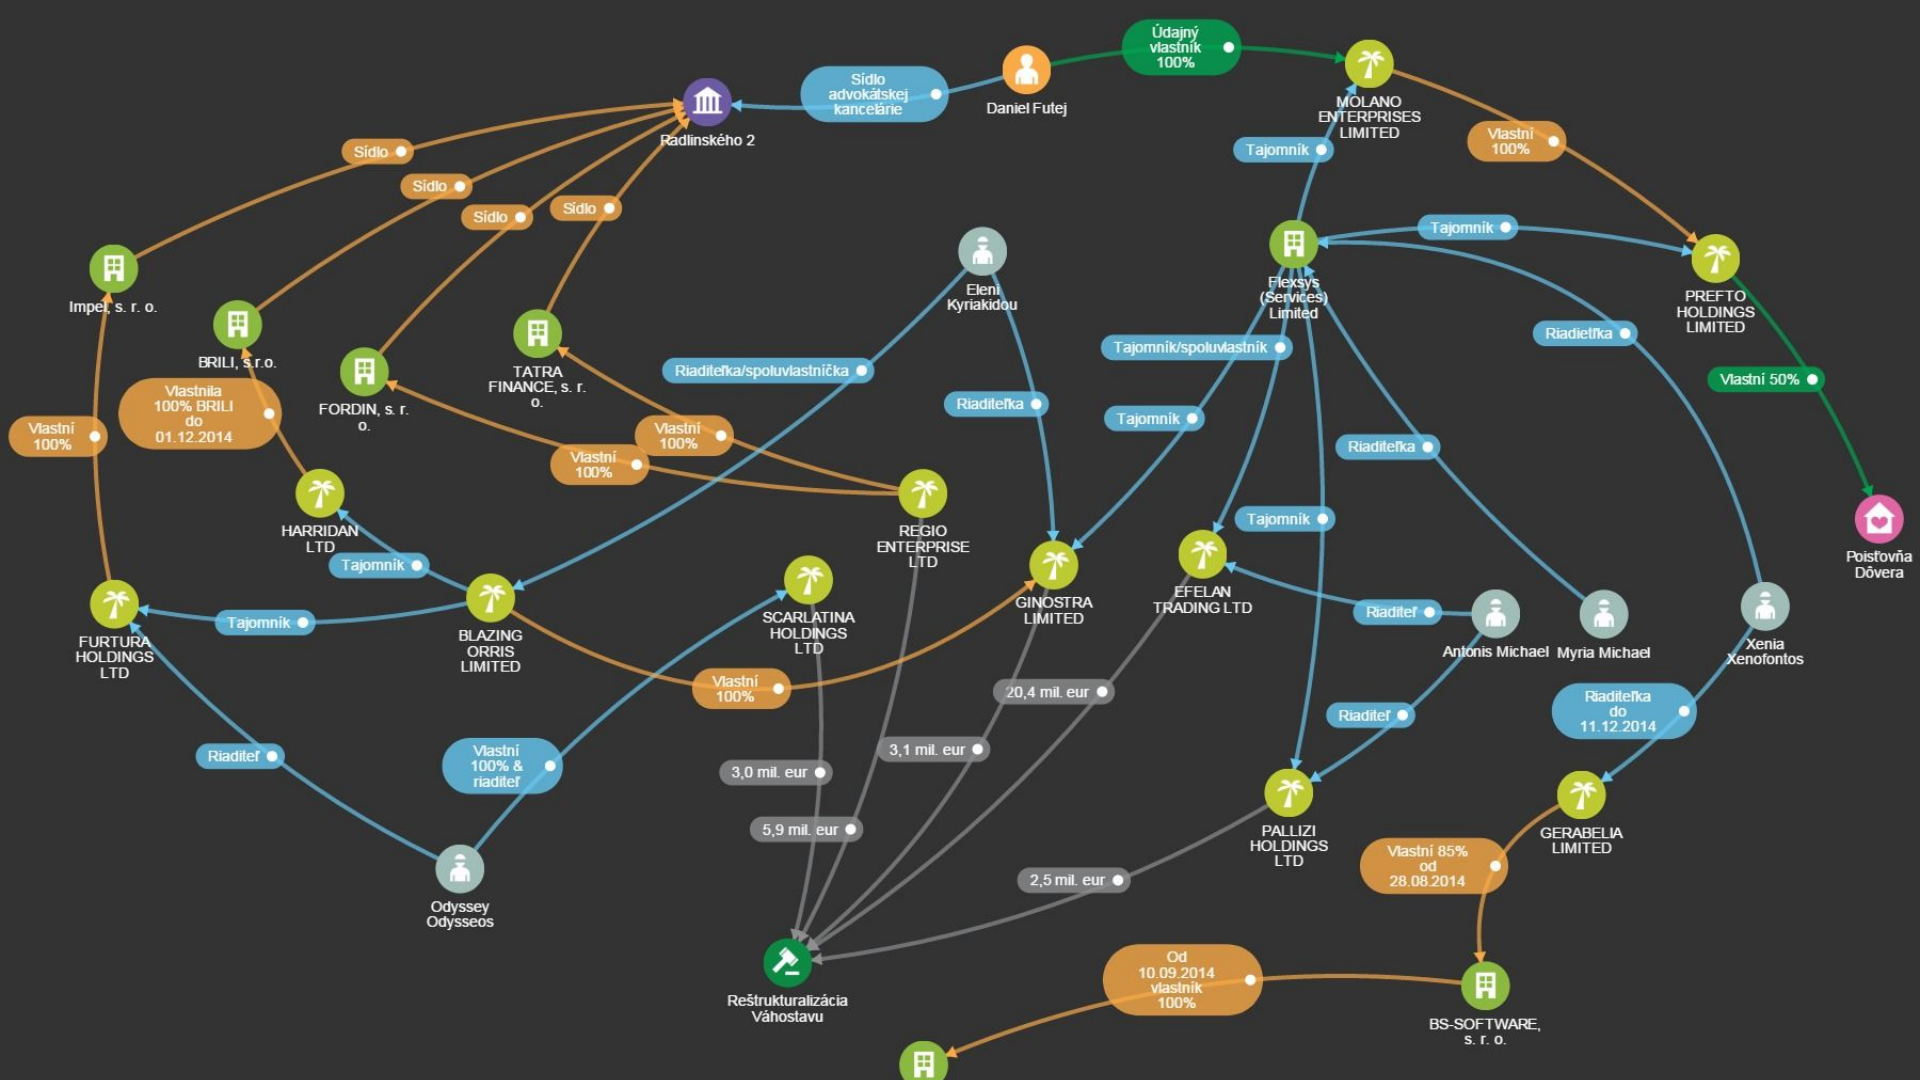 Údajný
vlastník
100%
Sídlo
advokátskej
kancelárie
Daniel Futej
MOLANO
ENTERPRISES
LIMITED
Radlinského 2
Vlastní
100%
Tajomník
Sídlo
Sídlo
Sídlo
Sídlo
Tajomník
Eleni
Kyriakidou
Flexsys
(Services)
Limited
PREFTO
HOLDINGS
LIMITED
Impel, s. r. o.
BRILI, s.r.o.
Riadieťka
Tajomník/spoluvlastník
TATRA
FINANCE, s. r.
o.
Riaditeľka/spoluvlastníčka
Vlastní 50%
FORDIN, s. r.
o.
Vlastnila
100% BRILI
do
01.12.2014
Riaditeľka
Tajomník
Vlastní
100%
Vlastní
100%
Vlastní
100%
Riaditeľka
HARRIDAN
LTD
REGIO
ENTERPRISE
LTD
Tajomník
Poisťovňa
Dôvera
Tajomník
EFELAN
TRADING LTD
GINOSTRA
LIMITED
Riaditeľ
Tajomník
SCARLATINA
HOLDINGS
LTD
FURTURA
HOLDINGS
LTD
BLAZING
ORRIS
LIMITED
Antonis Michael
Myria Michael
Xenia
Xenofontos
Vlastní
100%
20,4 mil. eur
Riaditeľka
do
11.12.2014
Riaditeľ
Riaditeľ
Vlastní
100% &
riaditeľ
3,1 mil. eur
3,0 mil. eur
5,9 mil. eur
PALLIZI
HOLDINGS
LTD
GERABELIA
LIMITED
Vlastní 85%
od
28.08.2014
2,5 mil. eur
Odyssey
Odysseos
Od
10.09.2014
vlastník
100%
Reštrukturalizácia
Váhostavu
BS-SOFTWARE,
s. r. o.